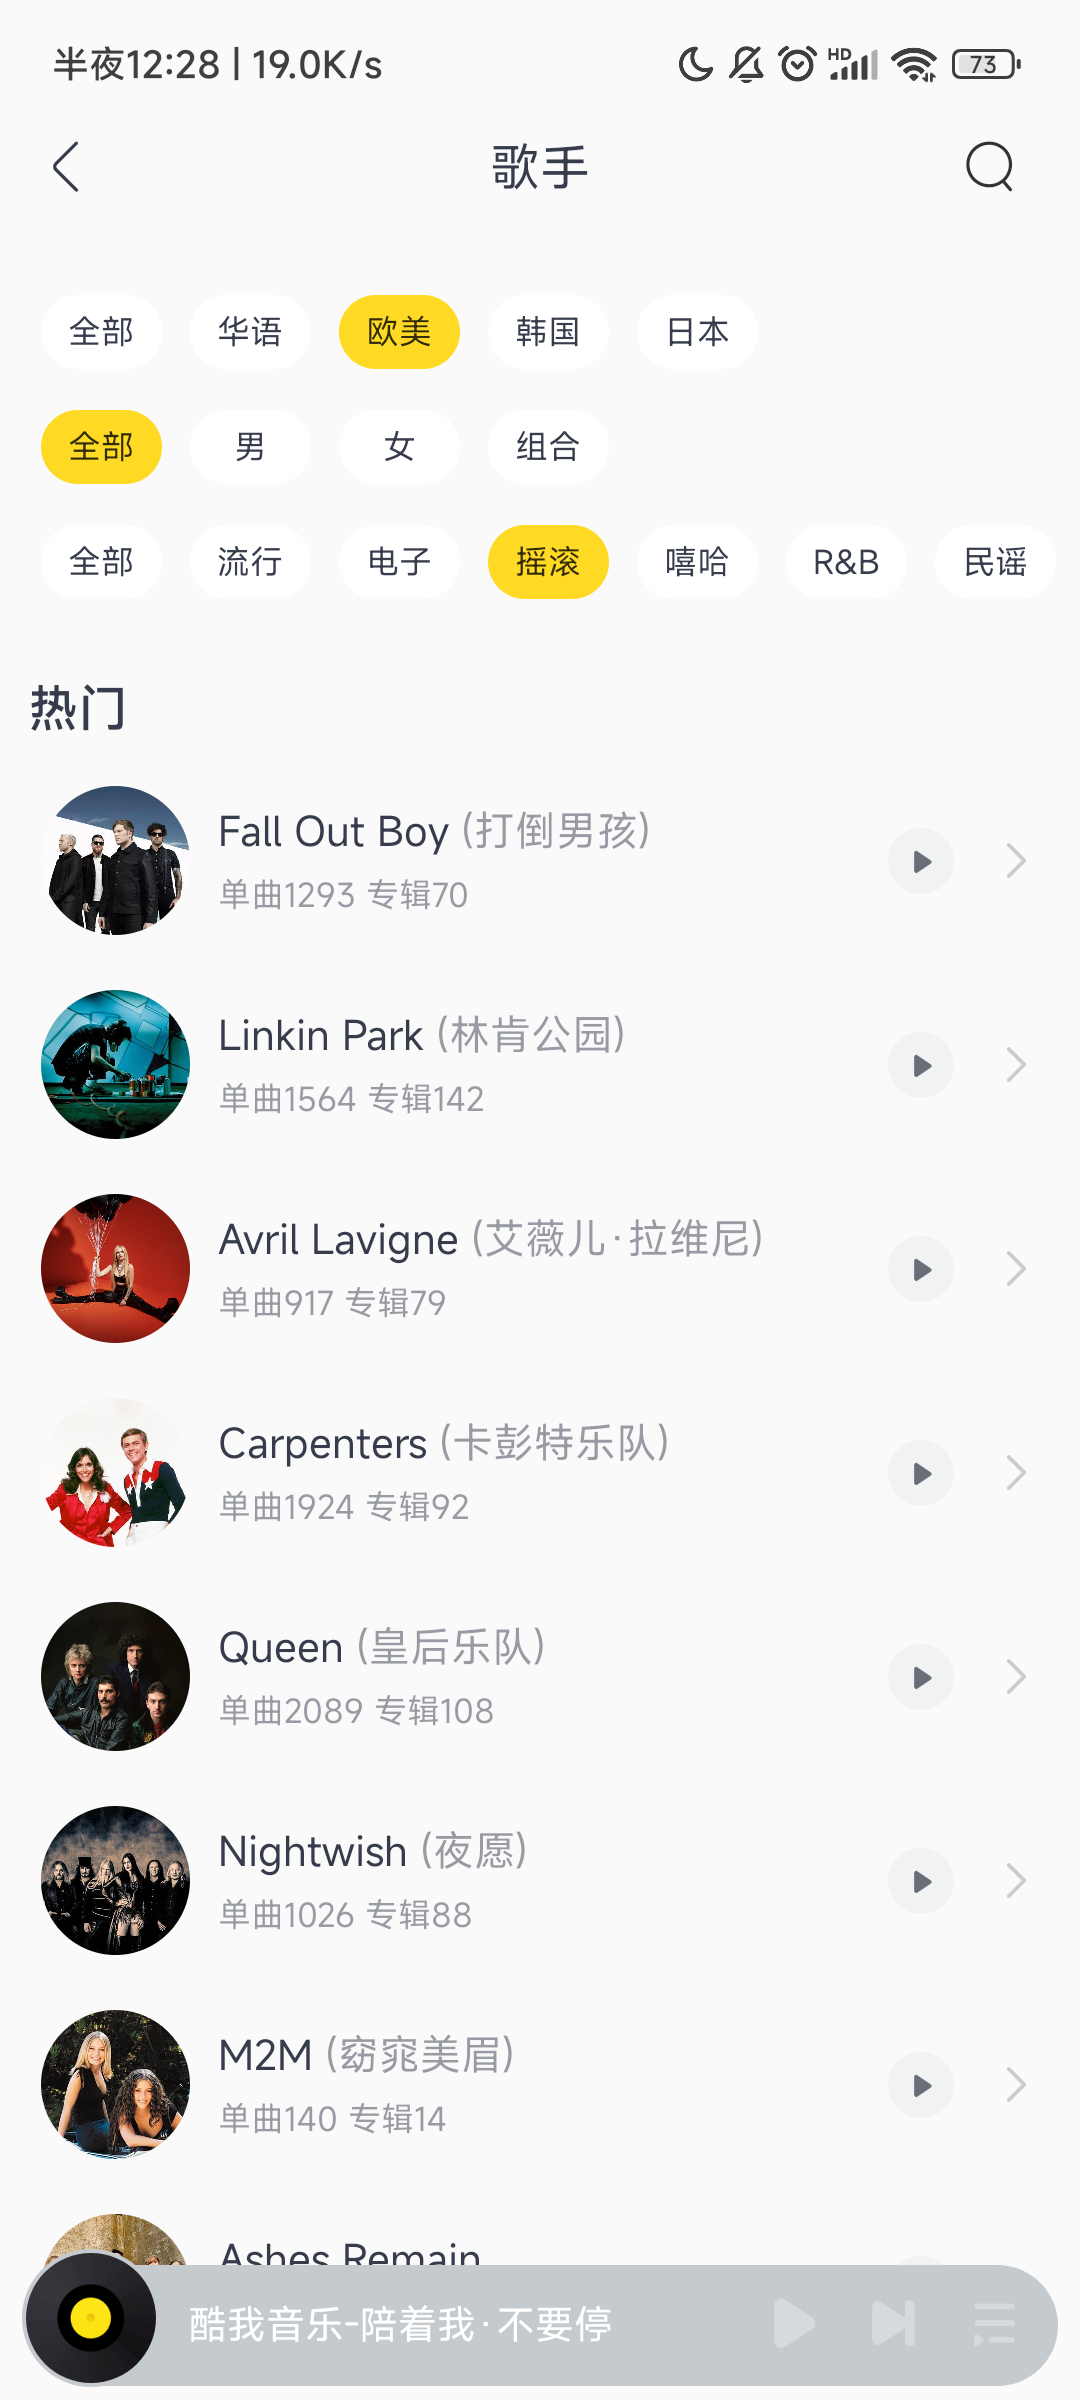 半夜12:28 | 19.0K/s
HD
73
歌手
全部 华语 欧美 韩国 日本
全部 男 女 组合
全部 流行 电子 摇滚 嘻哈 R&B 民谣
热门
Fall Out Boy (打倒男孩)
单曲1293 专辑70
Linkin Park (林肯公园)
单曲1564 专辑142
Avril Lavigne (艾薇儿·拉维尼)
单曲917 专辑79
Carpenters (卡彭特乐队)
单曲1924 专辑92
Queen (皇后乐队)
单曲2089 专辑108
Nightwish (夜愿)
单曲1026 专辑88
M2M (窈窕美眉)
单曲140 专辑14
Ashes Remain
酷我音乐-陪着我·不要停